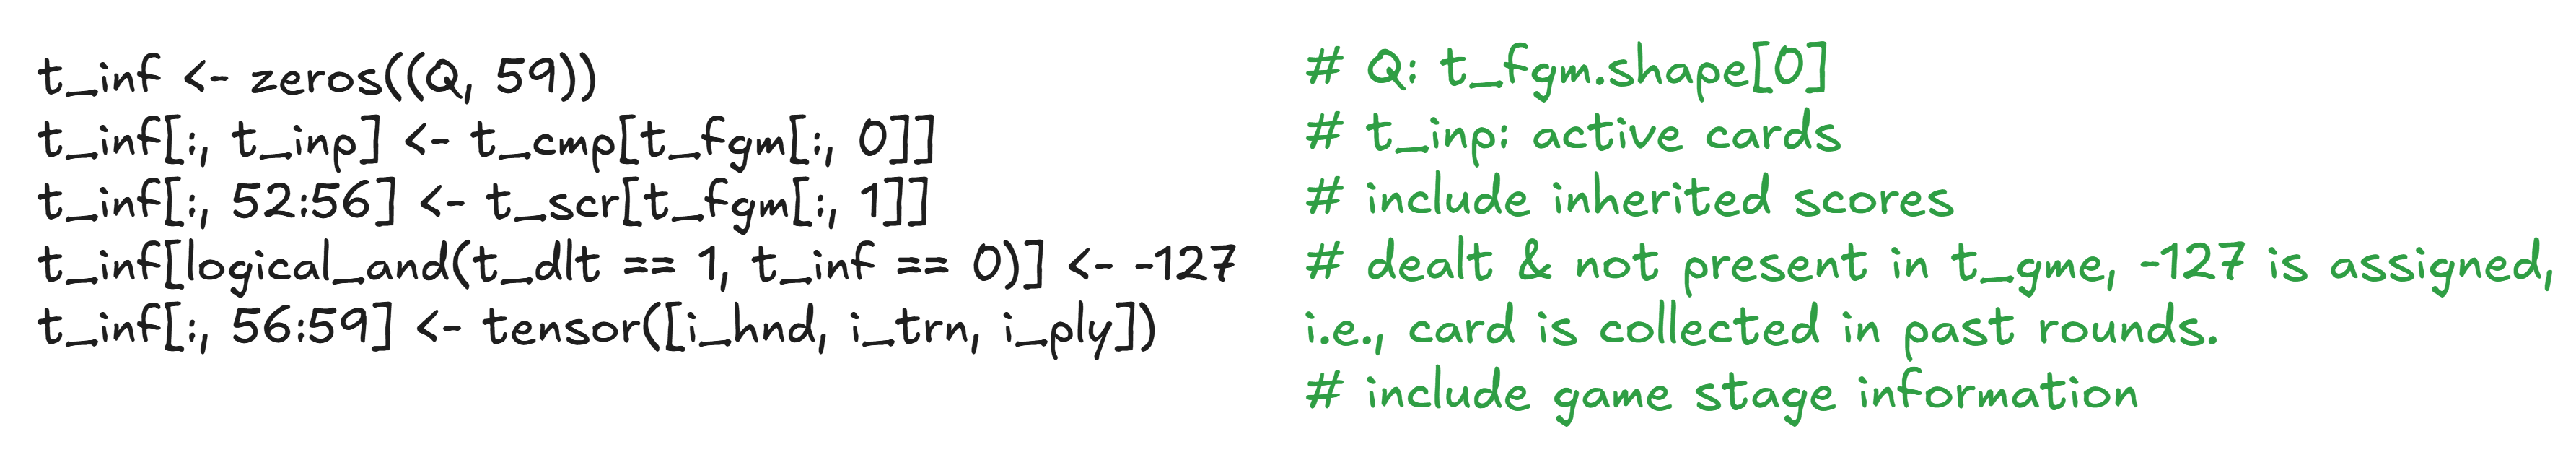 t_inf <- zeros((Q, 59))
t_inf[:, t_inp] <- t_cmp[t_fgm[:, 0]]
t_inf[:, 52:56] <- t_scr[t_fgm[:, 1]]
t_inf[logical_and(t_dlt == 1, t_inf == 0)] <- -127
t_inf[:, 56:59] <- tensor([i_hnd, i_trn, i_ply])
# Q: t_fgm.shape[0]
# t_inp: active cards
# include inherited scores
# dealt & not present in t_gme, -127 is assigned,
i.e., card is collected in past rounds.
# include game stage information